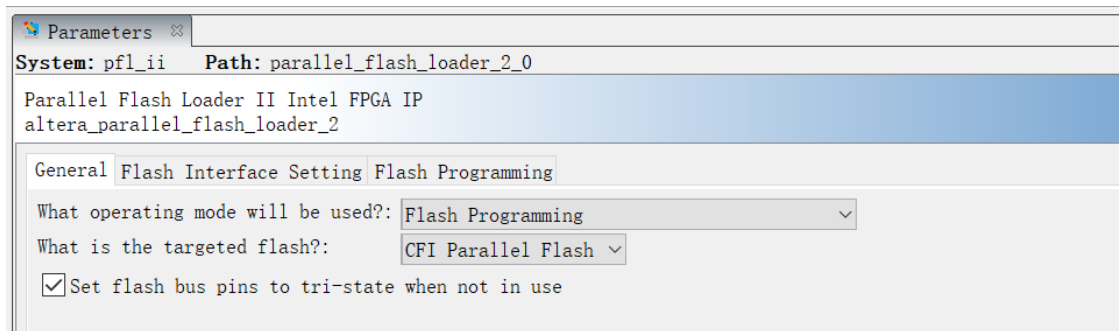 Parameters
System: pfl_ii Path: parallel_flash_loader_2_0
Parallel Flash Loader II Intel FPGA IP
altera_parallel_flash_loader_2
General Flash Interface Setting Flash Programming
What operating mode will be used?: Flash Programming
What is the targeted flash?: CFI Parallel Flash
Set flash bus pins to tri-state when not in use